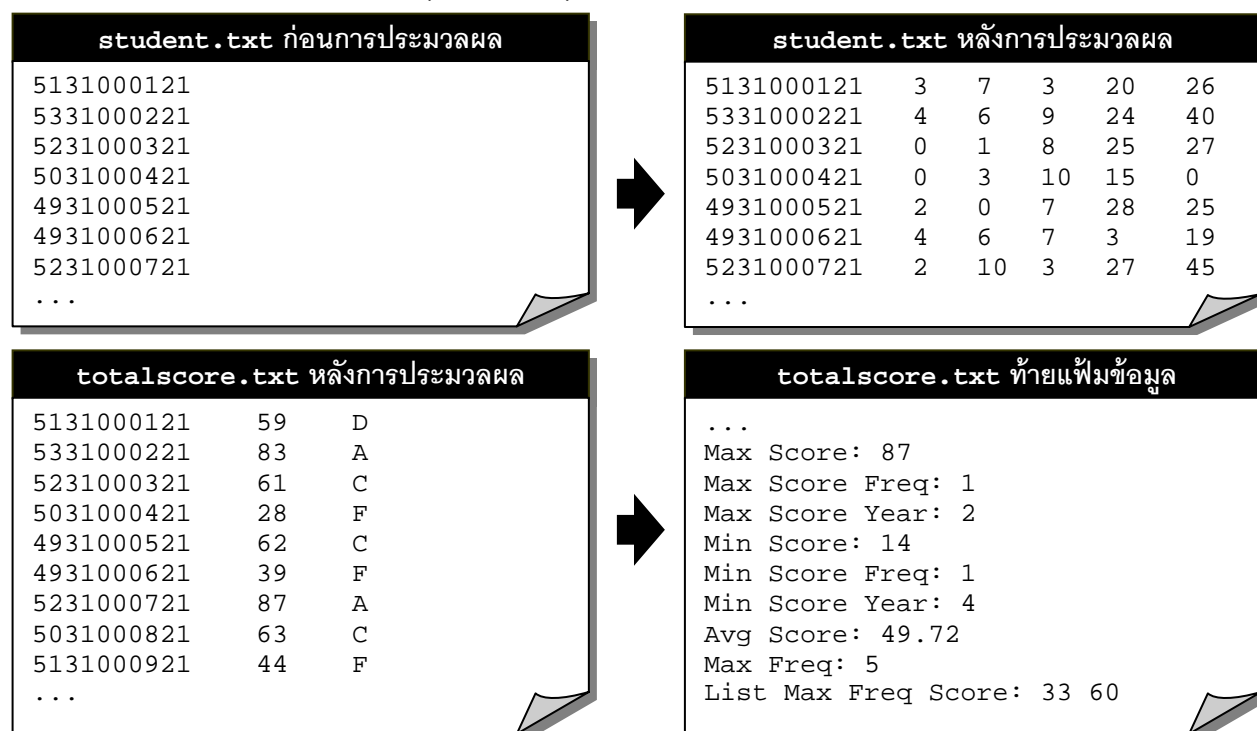 student.txt ก่อนการประมวลผล
5131000121
5331000221
5231000321
5031000421
4931000521
4931000621
5231000721
...
student.txt หลังการประมวลผล
5131000121 3 7 3 20 26
5331000221 4 6 9 24 40
5231000321 0 1 8 25 27
5031000421 0 3 10 15 0
4931000521 2 0 7 28 25
4931000621 4 6 7 3 19
5231000721 2 10 3 27 45
...
totalscore.txt หลังการประมวลผล
5131000121 59 D
5331000221 83 A
5231000321 61 C
5031000421 28 F
4931000521 62 C
4931000621 39 F
5231000721 87 A
5031000821 63 C
5131000921 44 F
...
totalscore.txt ท้ายแฟ้มข้อมูล
...
Max Score: 87
Max Score Freq: 1
Max Score Year: 2
Min Score: 14
Min Score Freq: 1
Min Score Year: 4
Avg Score: 49.72
Max Freq: 5
List Max Freq Score: 33 60